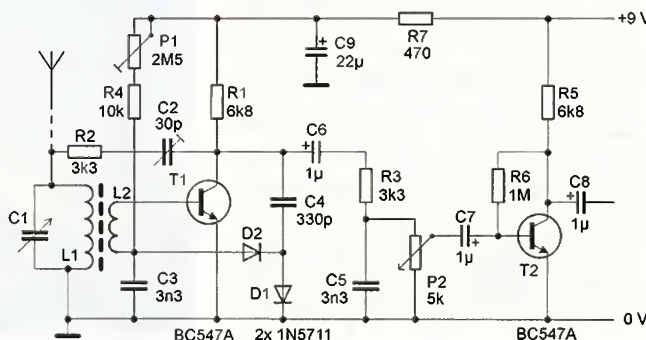 P1
2M5
R4
10k
C9
22µ
R7
470
+9 V
R1
6k8
R5
6k8
C2
30p
R2
3k3
C6
1µ
T1
R3
3k3
R6
1M
C8
1µ
C1
L1
L2
C4
330p
D2
C7
1µ
T2
C3
3n3
D1
C5
3n3
P2
5k
0 V
BC547A
2x 1N5711
BC547A